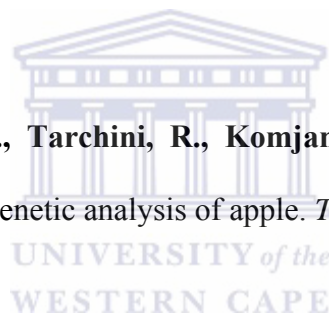 ., Tarchini, R., Komjan
enetic analysis of apple. T
UNIVERSITY of the
WESTERN CAPE